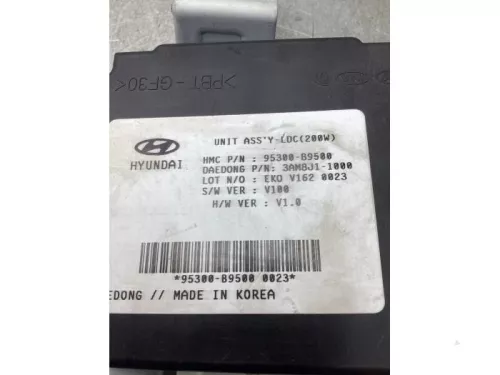 >PBT-GF30<
UNIT ASS'Y-LDC(200W)
HYUNDAI
HMC P/N : 95300-B9500
DAEDONG P/N: 3AM8J1-1000
LOT N/O : EKO V162 0023
S/W VER : V100
H/W VER : V1.0
*95300-B9500 0023*
EDONG // MADE IN KOREA